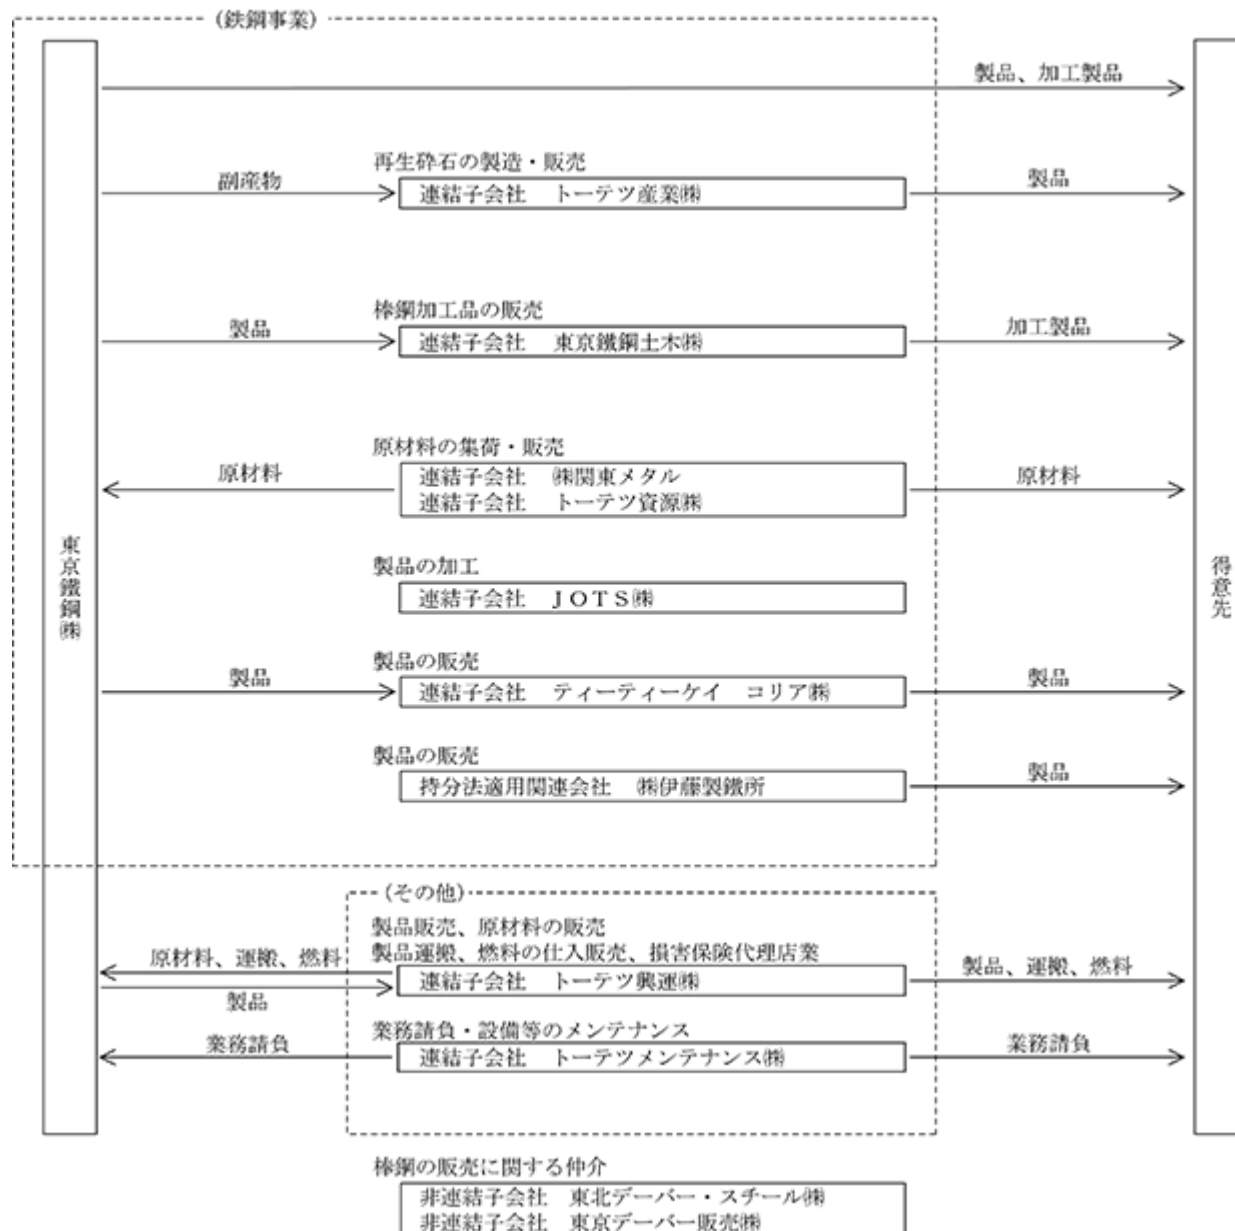 (鉄鋼事業)
製品、加工製品
再生砕石の製造・販売
副産物
連結子会社 トーテツ産業㈱
製品
棒鋼加工品の販売
製品
連結子会社 東京鐵鋼土木㈱
加工製品
原材料の集荷・販売
原材料
連結子会社 ㈱関東メタル
連結子会社 トーテツ資源㈱
原材料
東京鐵鋼㈱
得意先
製品の加工
連結子会社 JOTS㈱
製品の販売
製品
連結子会社 ティーティーケイ コリア㈱
製品
製品の販売
持分法適用関連会社 ㈱伊藤製鐵所
製品
(その他)
製品販売、原材料の販売
製品運搬、燃料の仕入販売、損害保険代理店業
原材料、運搬、燃料
連結子会社 トーテツ興運㈱
製品、運搬、燃料
製品
業務請負・設備等のメンテナンス
業務請負
連結子会社 トーテツメンテナンス㈱
業務請負
棒鋼の販売に関する仲介
非連結子会社 東北デーバー・スチール㈱
非連結子会社 東京デーバー販売㈱